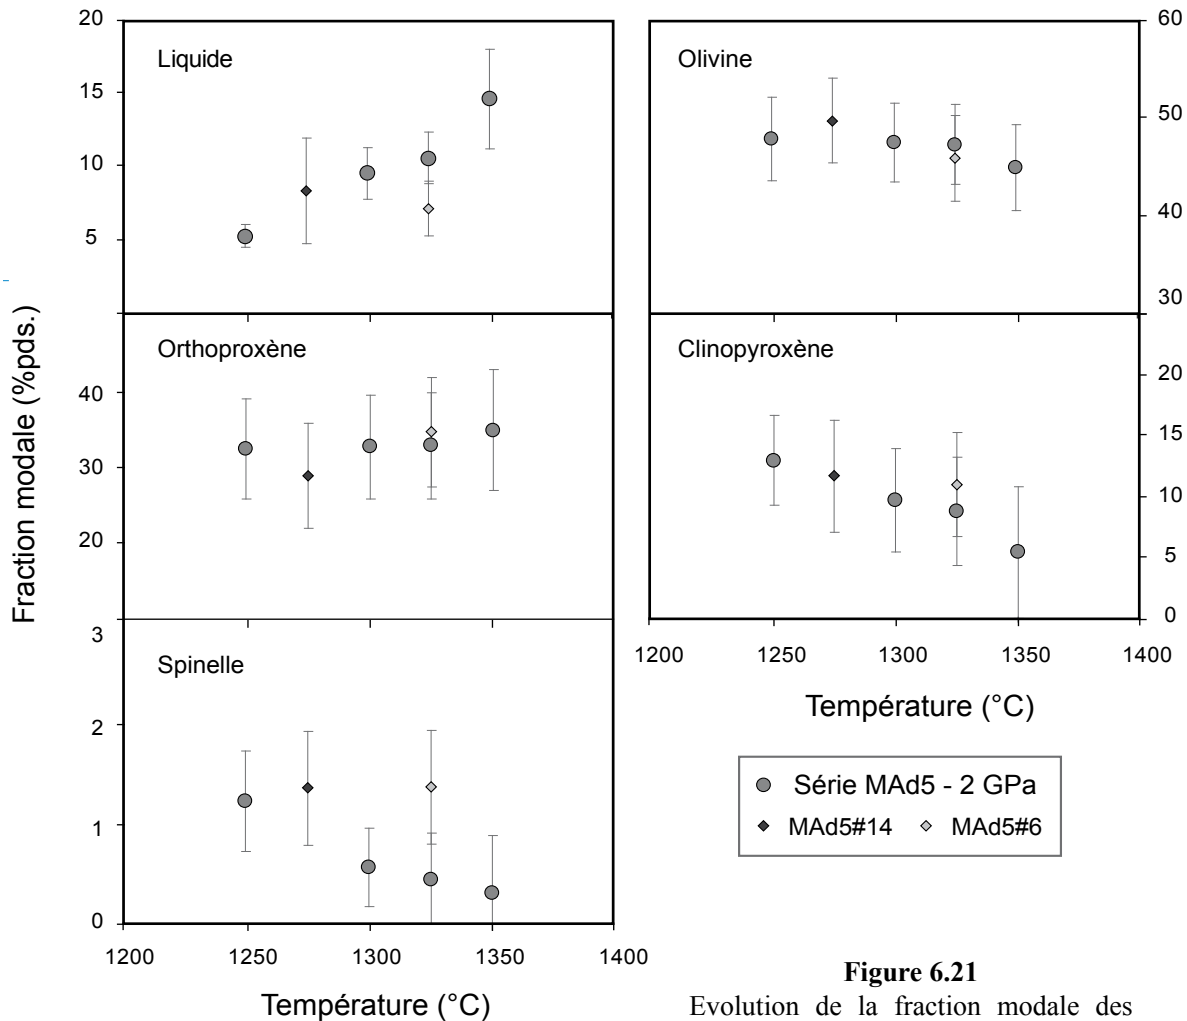 Fraction modale (%pds.)
Liquide
20
15
10
5
Orthoproxène
40
30
20
Spinelle
3
2
1
0
1200 1250 1300 1350 1400
Température (°C)
Olivine
60
50
40
30
Clinopyroxène
20
15
10
5
0
1200 1250 1300 1350 1400
Température (°C)
Série MAd5 - 2 GPa
MAd5#14 MAd5#6
Figure 6.21
Evolution de la fraction modale des